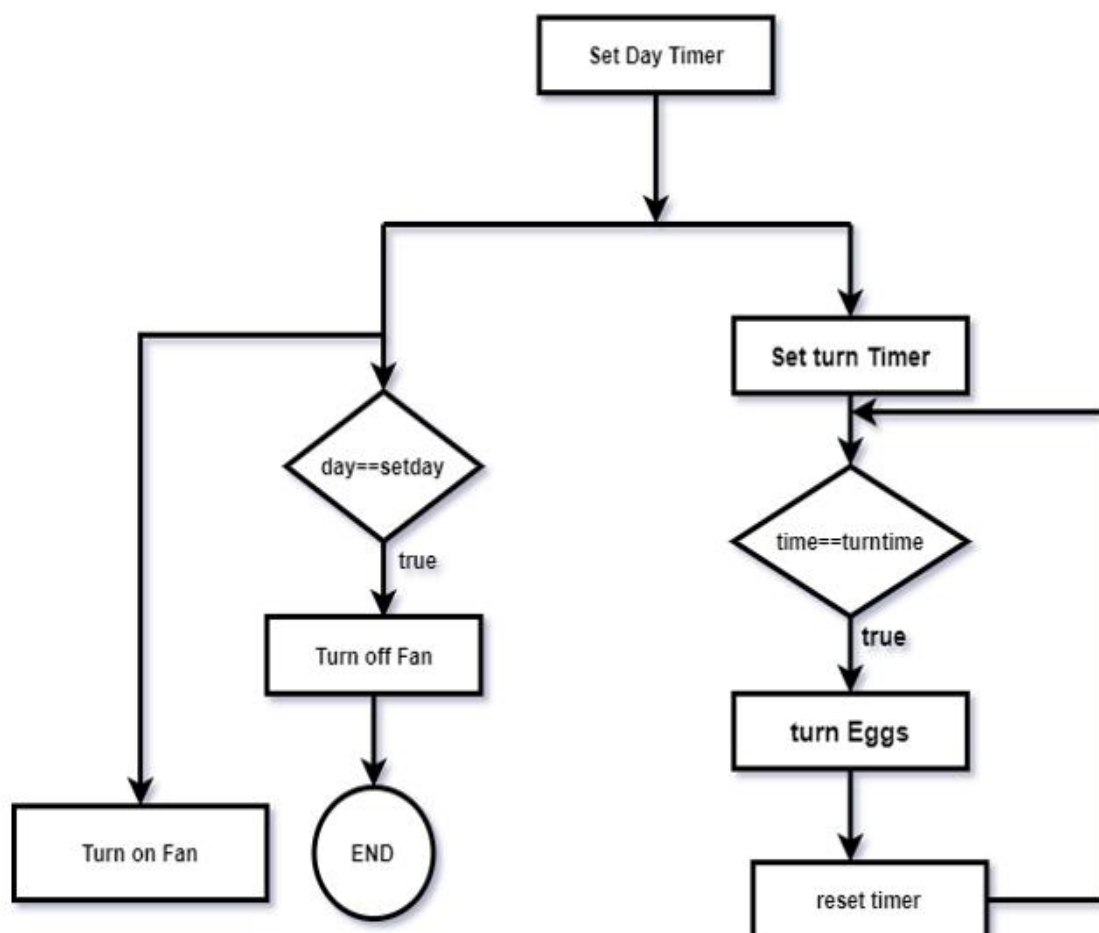 Set Day Timer
Set turn Timer
day==setday
time==turntime
true
Turn off Fan
true
turn Eggs
Turn on Fan
END
reset timer